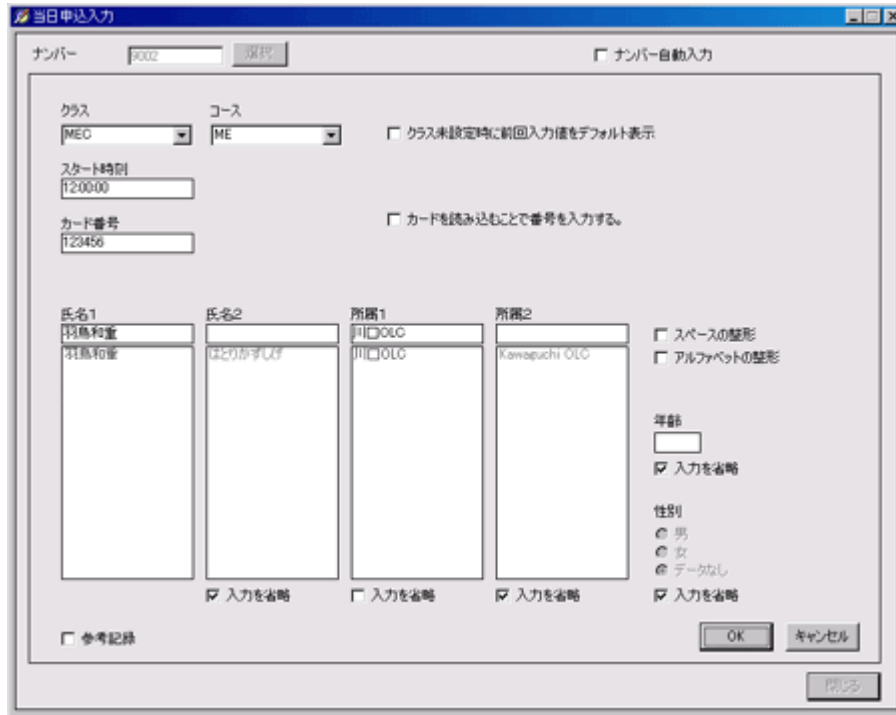 当日申込入力
ナンバー 9002 選択 ナンバー自動入力
クラス コース
MEC ME クラス未設定時に前回入力値をデフォルト表示
スタート時刻
12:00:00
カード番号 カードを読み込むことで番号を入力する。
123456
氏名1 氏名2 所属1 所属2
羽鳥和重 川口OLC スペースの整形
羽鳥和重 はとりかずしげ 川口OLC Kawaguchi OLC アルファベットの整形
年齢
入力を省略
性別
男
女
データなし
入力を省略 入力を省略 入力を省略 入力を省略
参考記録 OK キャンセル
閉じる